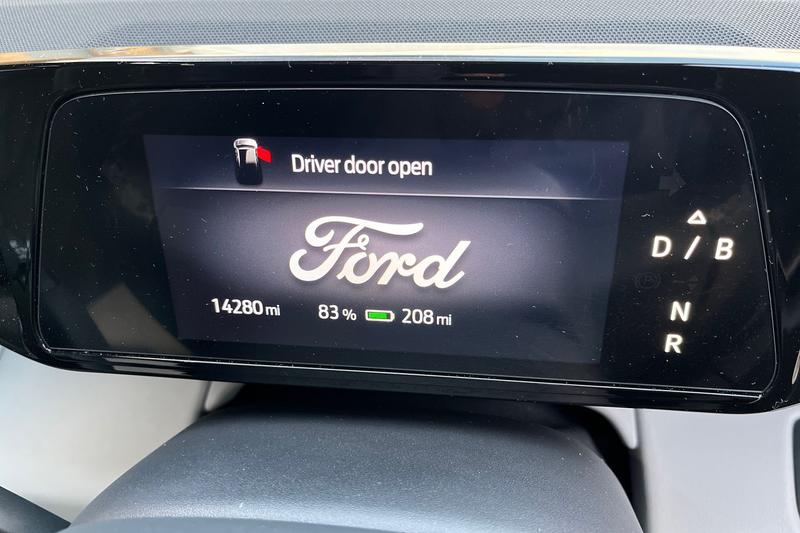 Driver door open
Ford
14280 mi 83 % 208 mi
D / B
N
R